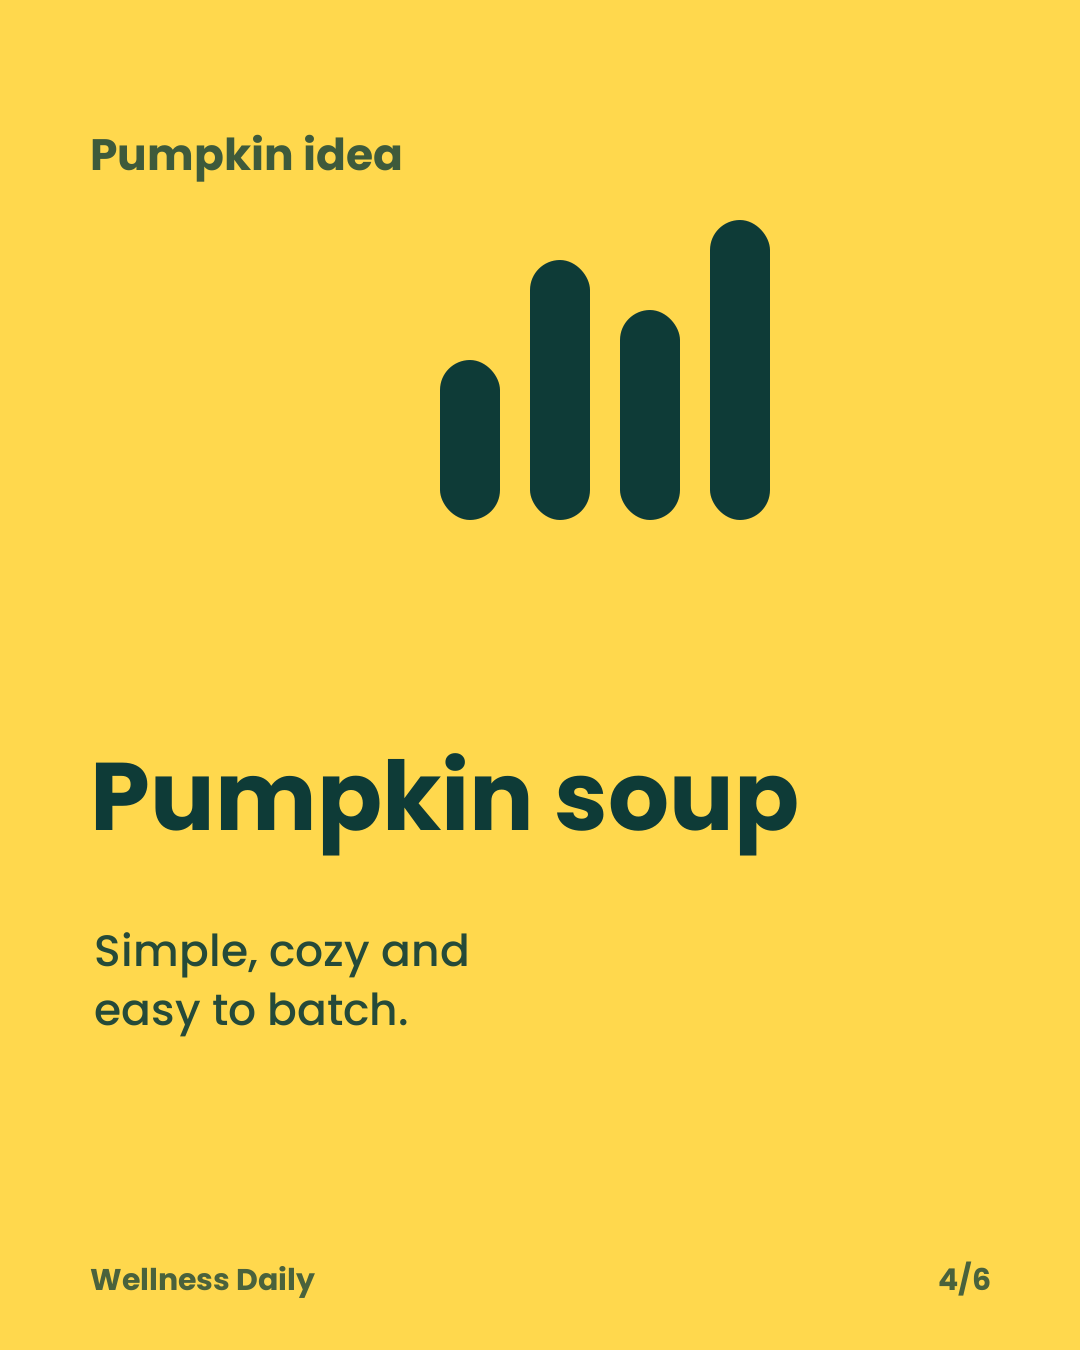 Pumpkin idea
Pumpkin soup
Simple, cozy and
easy to batch.
Wellness Daily
4/6